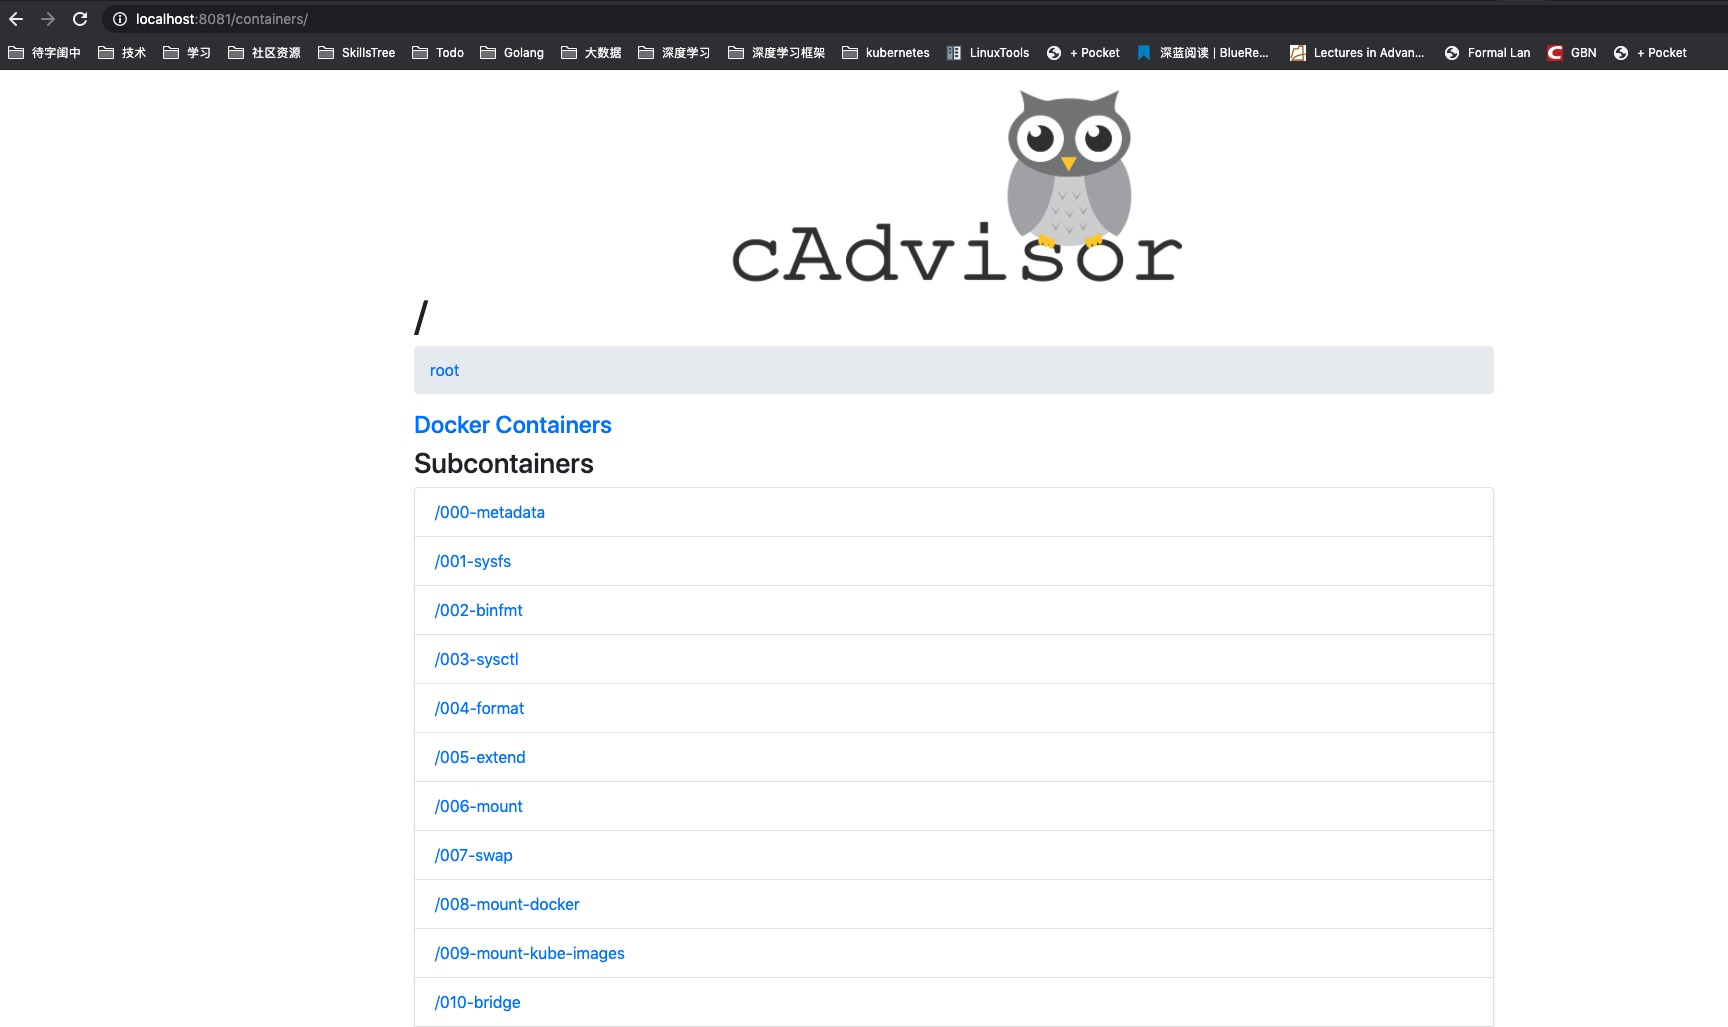 localhost:8081/containers/
待字闺中 技术 学习 社区资源 SkillsTree Todo Golang 大数据 深度学习 深度学习框架 kubernetes LinuxTools + Pocket 深蓝阅读 | BlueRe... Lectures in Advan... Formal Lan GBN + Pocket
cAdvisor
/
root
Docker Containers
Subcontainers
/000-metadata
/001-sysfs
/002-binfmt
/003-sysctl
/004-format
/005-extend
/006-mount
/007-swap
/008-mount-docker
/009-mount-kube-images
/010-bridge